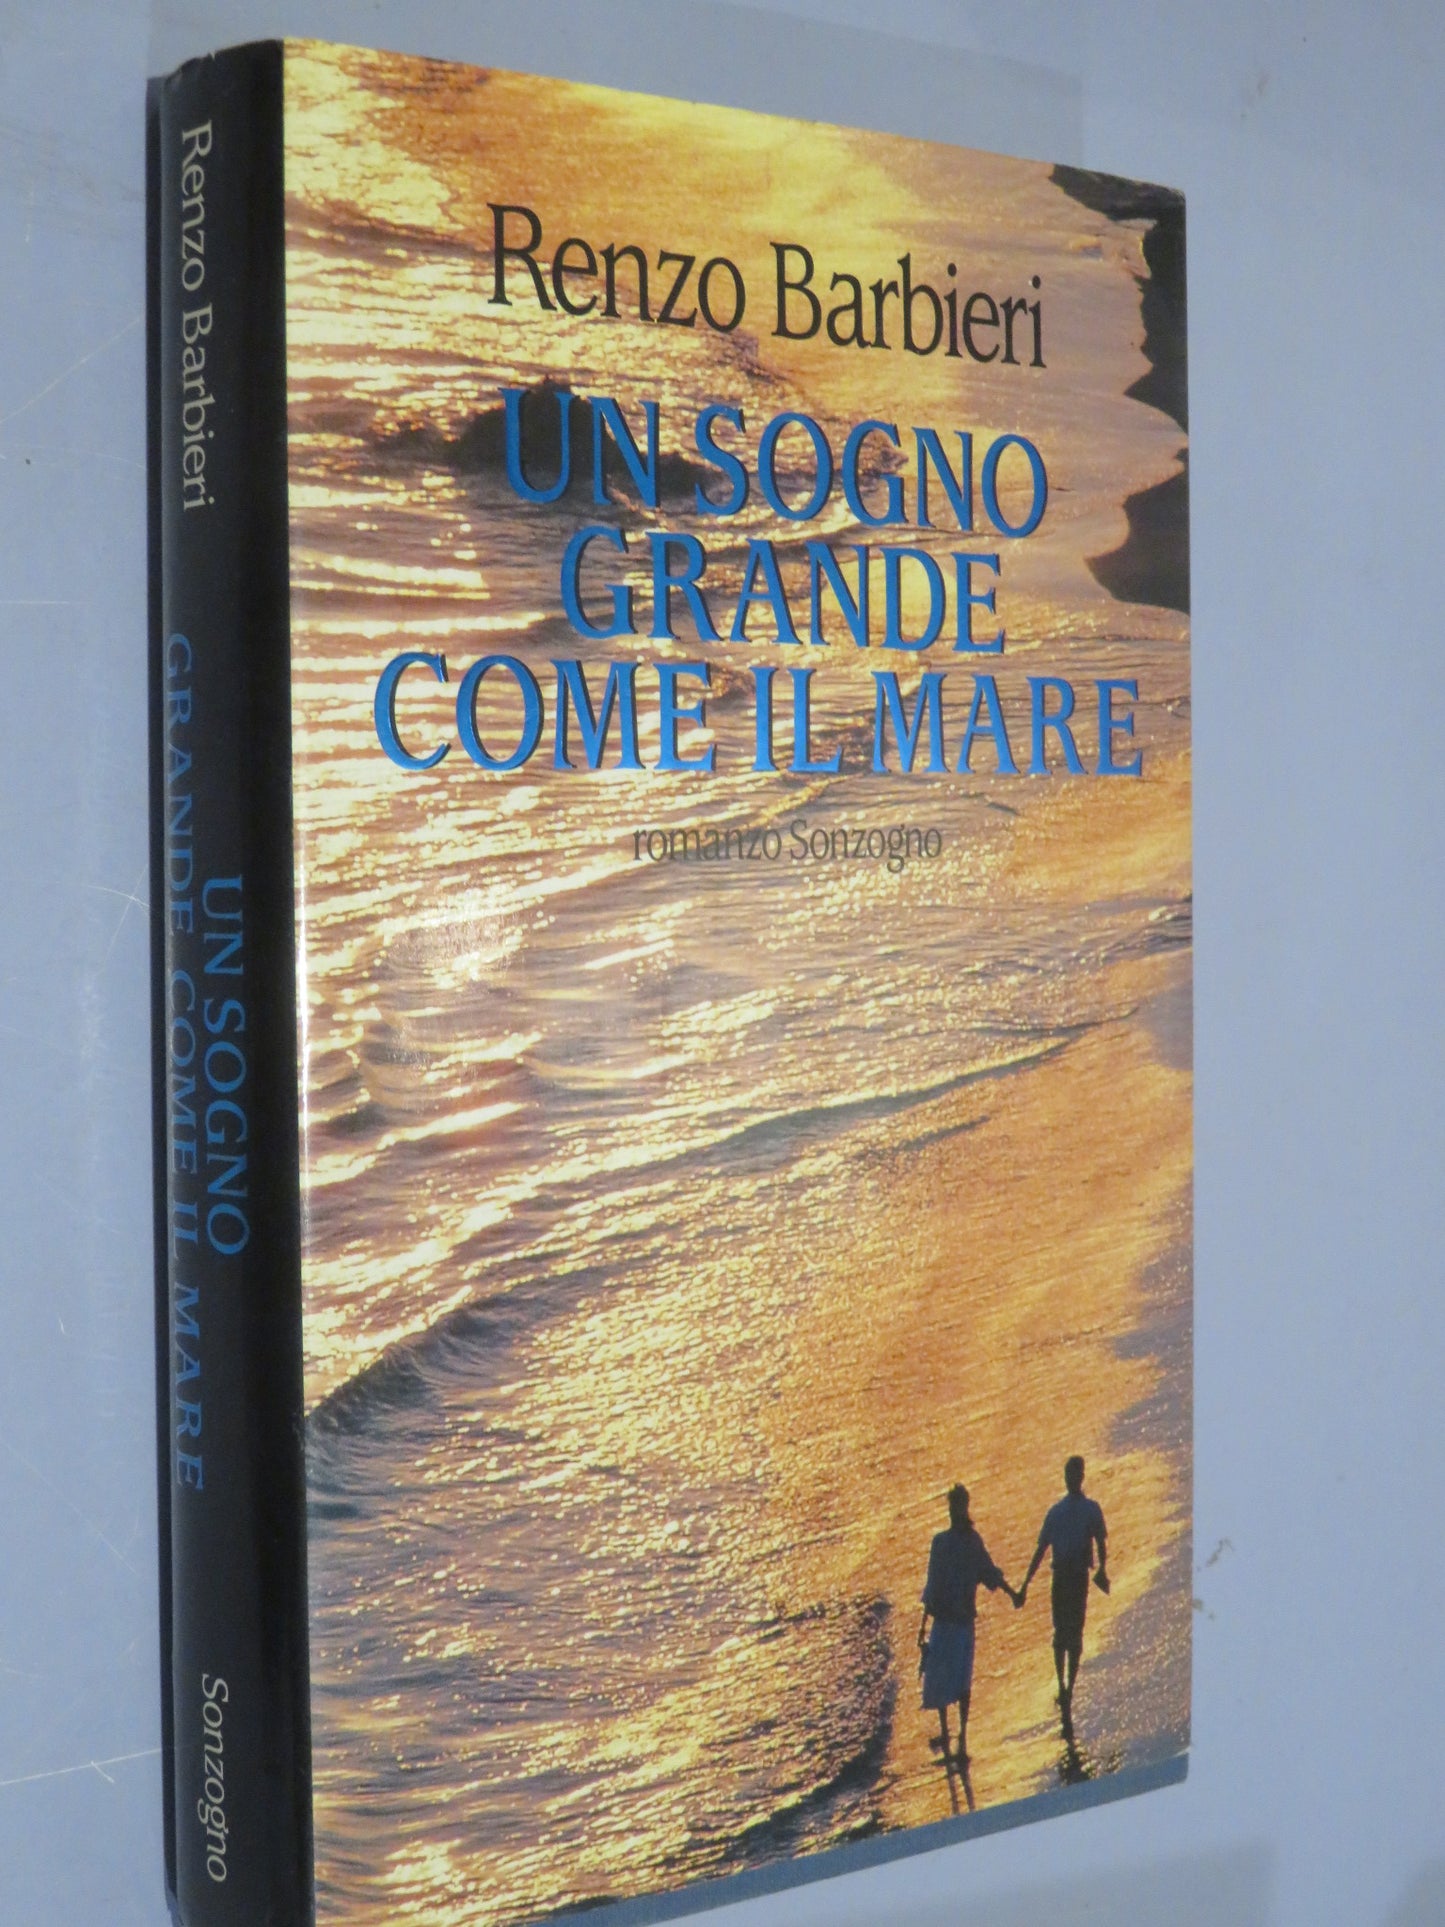 Renzo Barbieri
UN SOGNO
GRANDE
COME IL MARE
romanzo Sonzogno
Renzo Barbieri
UN SOGNO
GRANDE COME IL MARE
Sonzogno